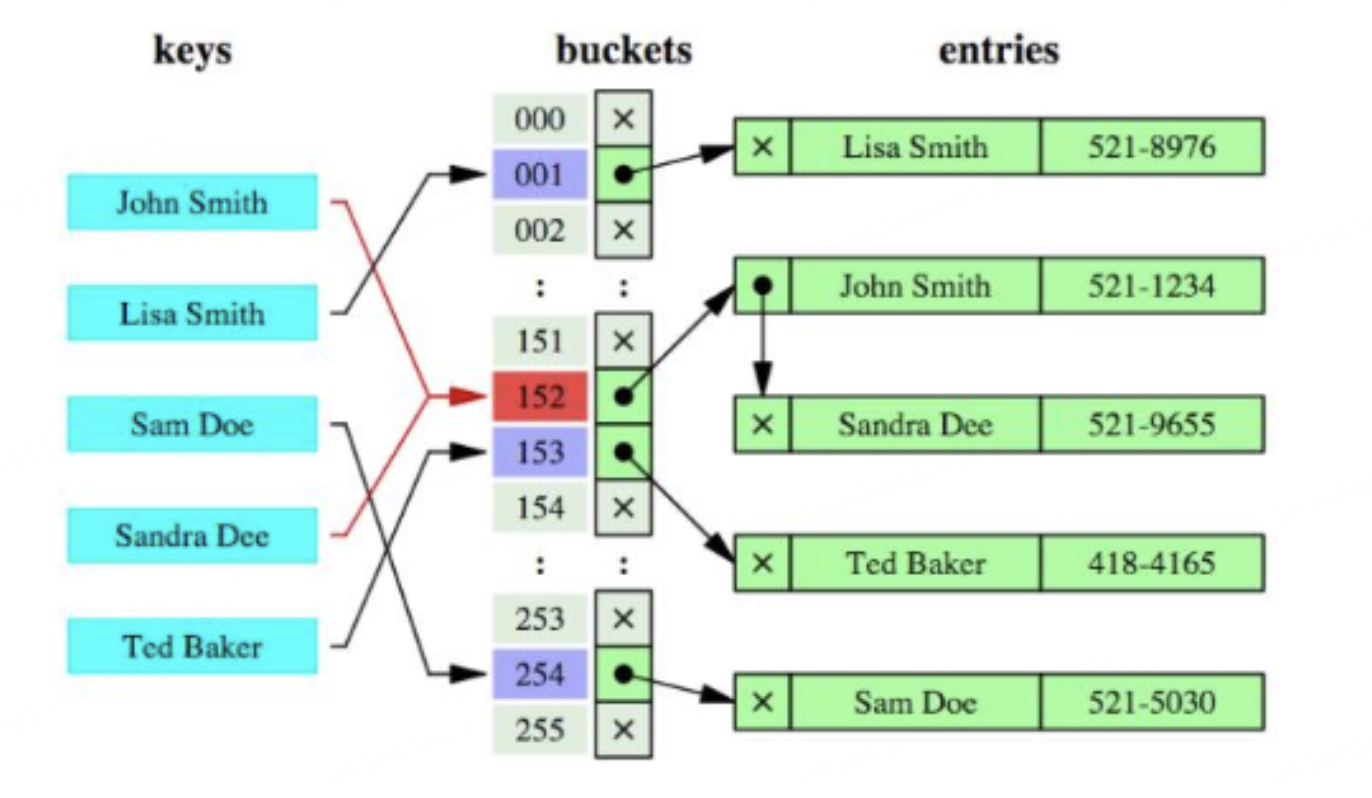 keys buckets entries
000 ×
× Lisa Smith 521-8976
001
John Smith
002 ×
: :
John Smith 521-1234
Lisa Smith
151 ×
152
Sam Doe
× Sandra Dee 521-9655
153
154 ×
Sandra Dee
: :
× Ted Baker 418-4165
253 ×
Ted Baker
254
× Sam Doe 521-5030
255 ×